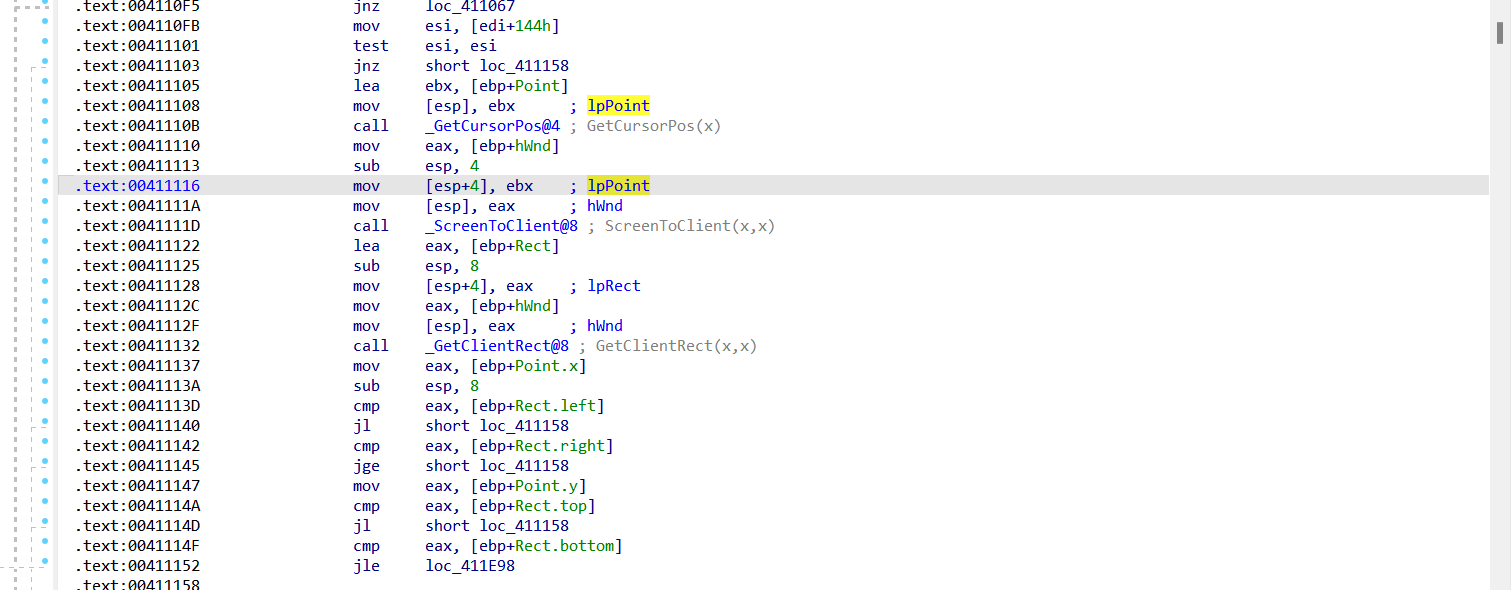 .text:004110F5 jnz loc_411067
.text:004110FB mov esi, [edi+144h]
.text:00411101 test esi, esi
.text:00411103 jnz short loc_411158
.text:00411105 lea ebx, [ebp+Point]
.text:00411108 mov [esp], ebx ; lpPoint
.text:0041110B call _GetCursorPos@4 ; GetCursorPos(x)
.text:00411110 mov eax, [ebp+hWnd]
.text:00411113 sub esp, 4
.text:00411116 mov [esp+4], ebx ; lpPoint
.text:0041111A mov [esp], eax ; hWnd
.text:0041111D call _ScreenToClient@8 ; ScreenToClient(x,x)
.text:00411122 lea eax, [ebp+Rect]
.text:00411125 sub esp, 8
.text:00411128 mov [esp+4], eax ; lpRect
.text:0041112C mov eax, [ebp+hWnd]
.text:0041112F mov [esp], eax ; hWnd
.text:00411132 call _GetClientRect@8 ; GetClientRect(x,x)
.text:00411137 mov eax, [ebp+Point.x]
.text:0041113A sub esp, 8
.text:0041113D cmp eax, [ebp+Rect.left]
.text:00411140 jl short loc_411158
.text:00411142 cmp eax, [ebp+Rect.right]
.text:00411145 jge short loc_411158
.text:00411147 mov eax, [ebp+Point.y]
.text:0041114A cmp eax, [ebp+Rect.top]
.text:0041114D jl short loc_411158
.text:0041114F cmp eax, [ebp+Rect.bottom]
.text:00411152 jle loc_411E98
.text:00411158